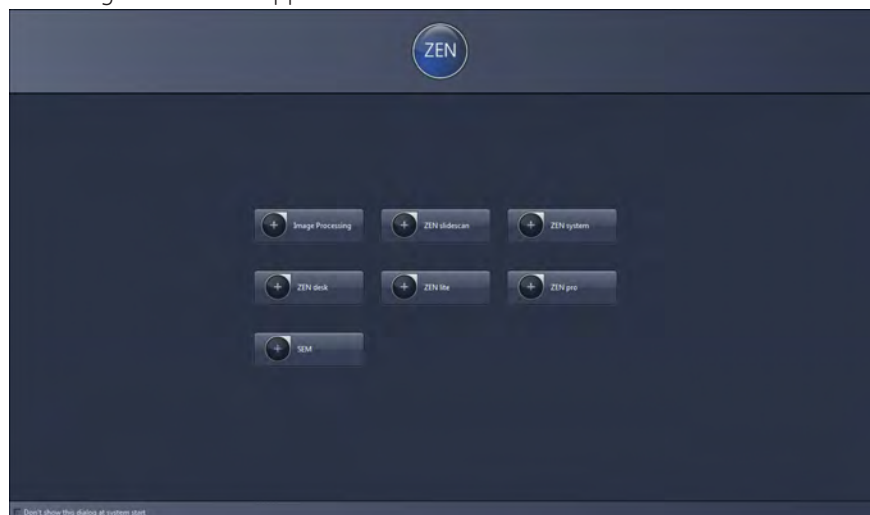 ZEN
Image Processing
ZEN slidescan
ZEN system
ZEN desk
ZEN lite
ZEN pro
SEM
Don't show this dialog at system start